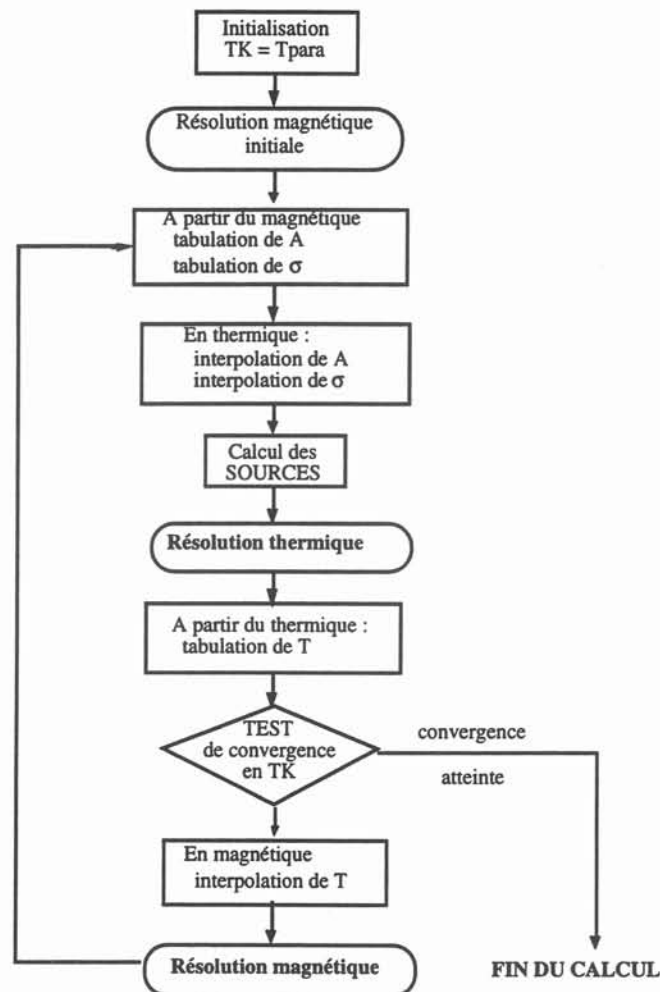 Initialisation
TK = Tpara
Résolution magnétique
initiale
A partir du magnétique
tabulation de A
tabulation de σ
En thermique :
interpolation de A
interpolation de σ
Calcul des
SOURCES
Résolution thermique
A partir du thermique :
tabulation de T
TEST
de convergence
en TK
convergence
atteinte
En magnétique
interpolation de T
Résolution magnétique
FIN DU CALCUL